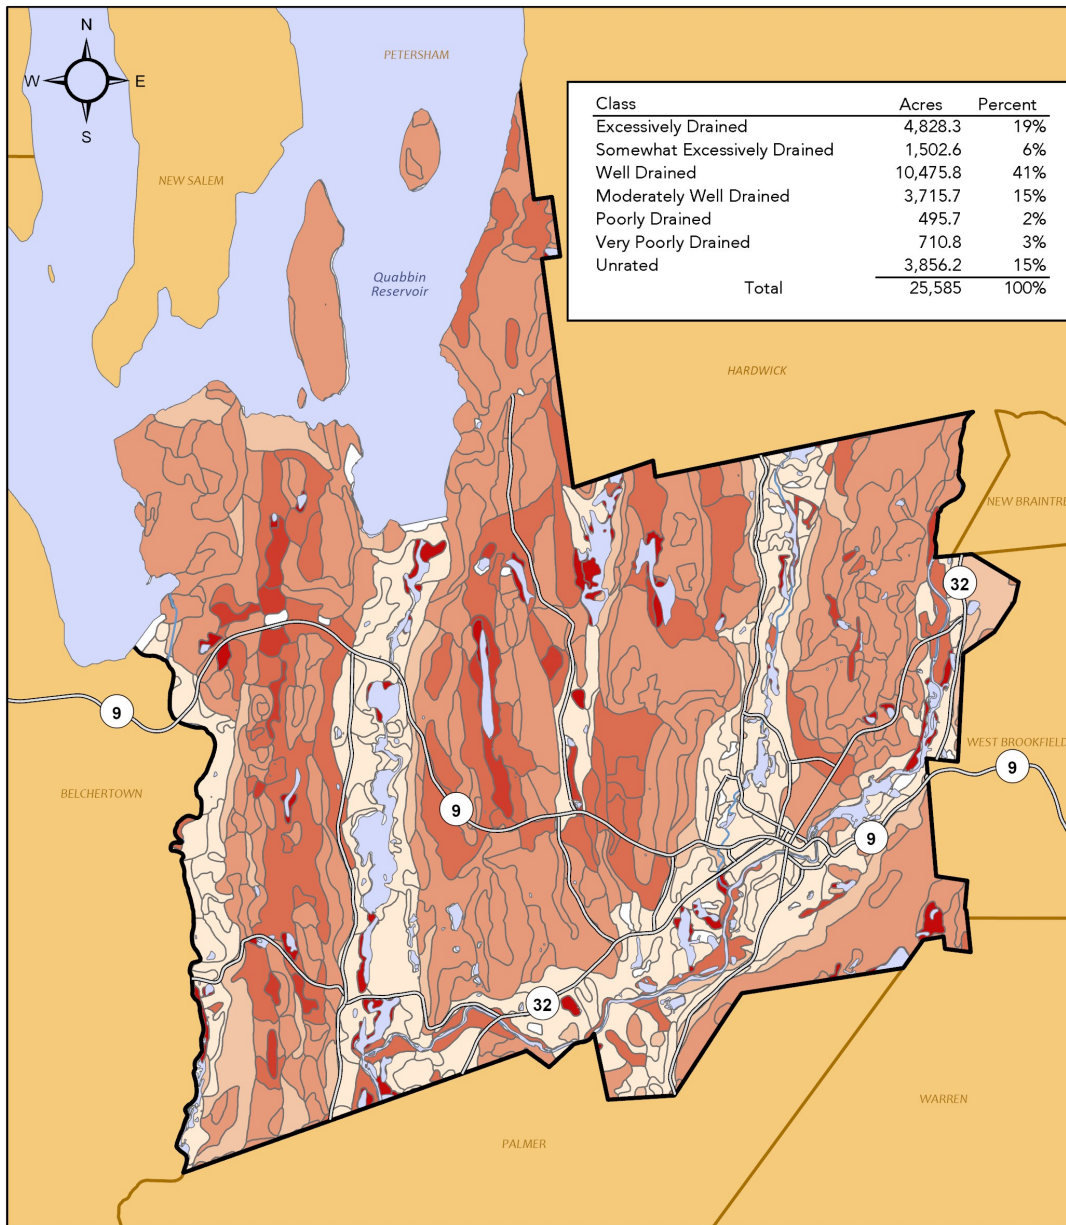 N
W E
S
PETERSHAM
NEW SALEM
Quabbin
Reservoir
Class Acres Percent
Excessively Drained 4,828.3 19%
Somewhat Excessively Drained 1,502.6 6%
Well Drained 10,475.8 41%
Moderately Well Drained 3,715.7 15%
Poorly Drained 495.7 2%
Very Poorly Drained 710.8 3%
Unrated 3,856.2 15%
Total 25,585 100%
HARDWICK
NEW BRAINTRE
32
9
WEST BROOKFIELD
9
BELCHERTOWN
9
9
32
WARREN
PALMER